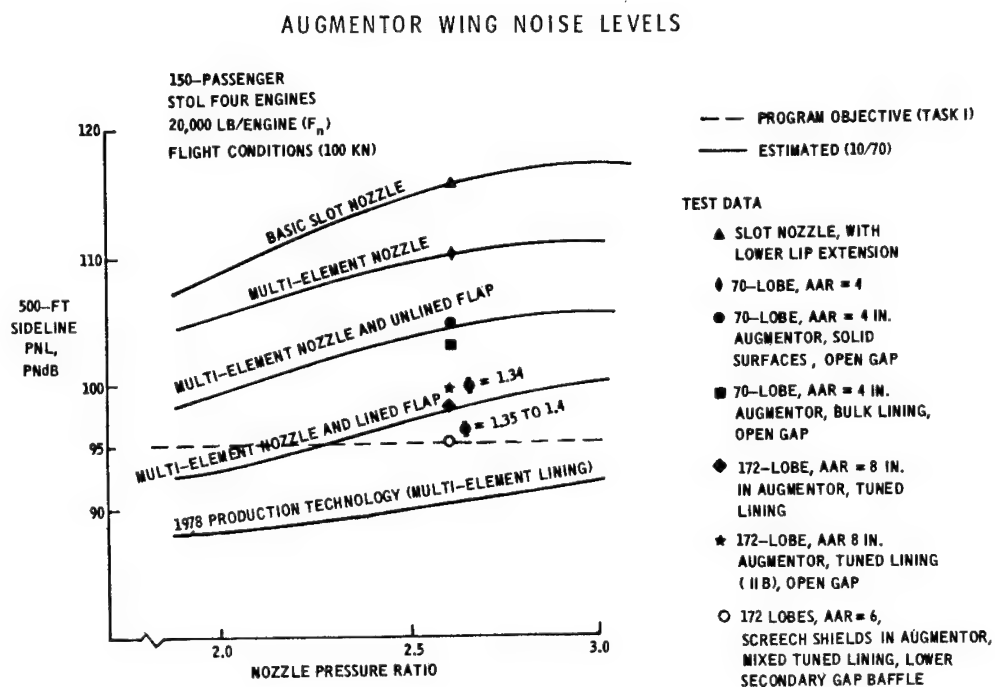 AUGMENTOR WING NOISE LEVELS
150-PASSENGER
STOL FOUR ENGINES
20,000 LB/ENGINE (Fn)
FLIGHT CONDITIONS (100 KN)
120
110
100
95
90
500-FT
SIDELINE
PNL,
PNdB
BASIC SLOT NOZZLE
MULTI-ELEMENT NOZZLE
MULTI-ELEMENT NOZZLE AND UNLINED FLAP
MULTI-ELEMENT NOZZLE AND LINED FLAP
ϕ = 1.34
ϕ = 1.35 TO 1.4
1978 PRODUCTION TECHNOLOGY (MULTI-ELEMENT LINING)
2.0 2.5 3.0
NOZZLE PRESSURE RATIO
PROGRAM OBJECTIVE (TASK I)
ESTIMATED (10/70)
TEST DATA
▲ SLOT NOZZLE, WITH
LOWER LIP EXTENSION
♦ 70-LOBE, AAR = 4
● 70-LOBE, AAR = 4 IN.
AUGMENTOR, SOLID
SURFACES, OPEN GAP
■ 70-LOBE, AAR = 4 IN.
AUGMENTOR, BULK LINING,
OPEN GAP
◆ 172-LOBE, AAR = 8 IN.
IN AUGMENTOR, TUNED
LINING
★ 172-LOBE, AAR 8 IN.
AUGMENTOR, TUNED LINING
(IIB), OPEN GAP
○ 172 LOBES, AAR = 6,
SCREECH SHIELDS IN AUGMENTOR,
MIXED TUNED LINING, LOWER
SECONDARY GAP BAFFLE